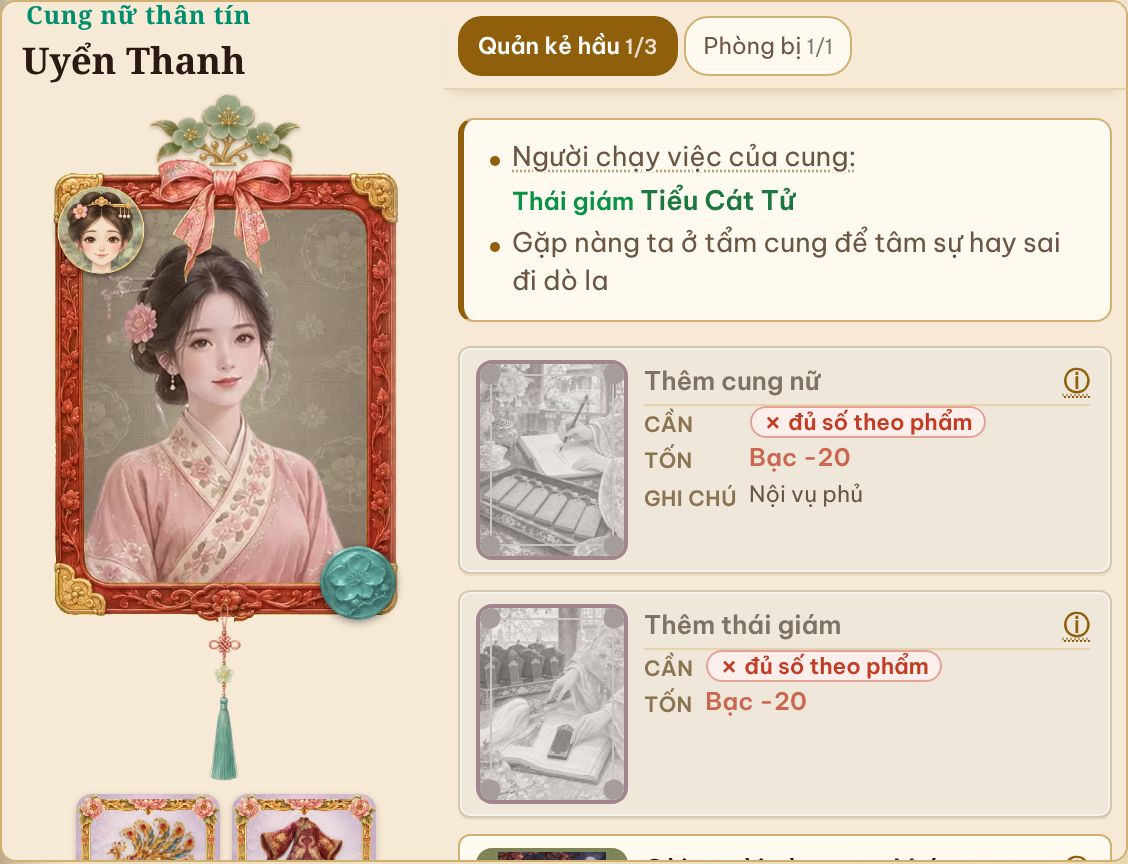 Cung nữ thân tín
Uyển Thanh
Quản kẻ hầu 1/3
Phòng bị 1/1
Người chạy việc của cung:
Thái giám Tiểu Cát Tử
Gặp nàng ta ở tẩm cung để tâm sự hay sai
đi dò la
Thêm cung nữ
CẦN × đủ số theo phẩm
TỐN Bạc -20
GHI CHÚ Nội vụ phủ
Thêm thái giám
CẦN × đủ số theo phẩm
TỐN Bạc -20